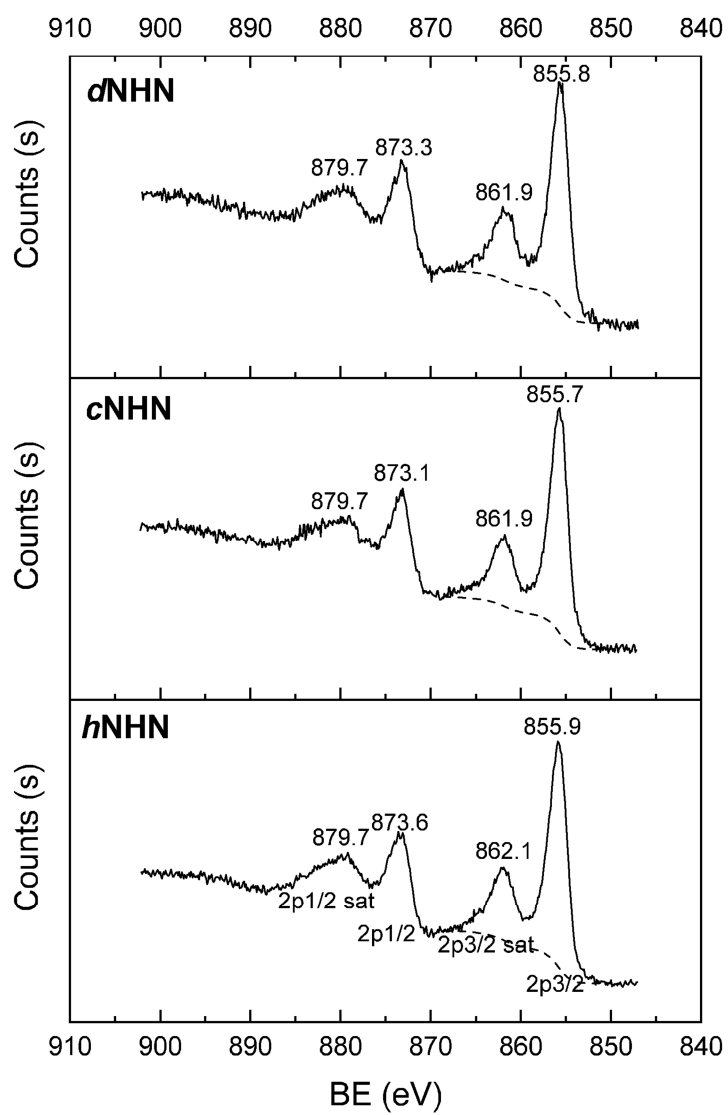 910 900 890 880 870 860 850 840
dNHN
855.8
873.3
879.7
861.9
Counts (s)
cNHN
855.7
873.1
879.7
861.9
Counts (s)
hNHN
855.9
873.6
879.7
862.1
2p1/2 sat
2p1/2
2p3/2 sat
2p3/2
Counts (s)
910 900 890 880 870 860 850 840
BE (eV)